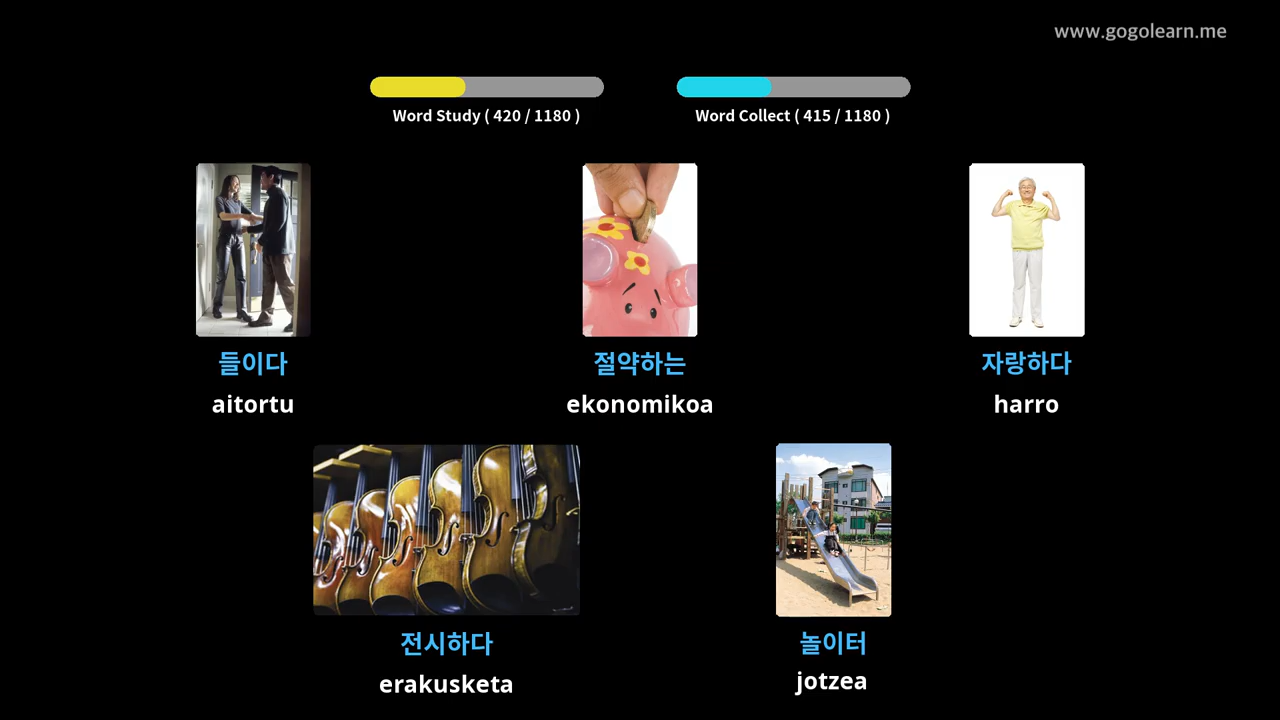 www.gogolearn.me
Word Study ( 420 / 1180 )
Word Collect ( 415 / 1180 )
들이다
aitortu
절약하는
ekonomikoa
자랑하다
harro
전시하다
erakusketa
놀이터
jotzea